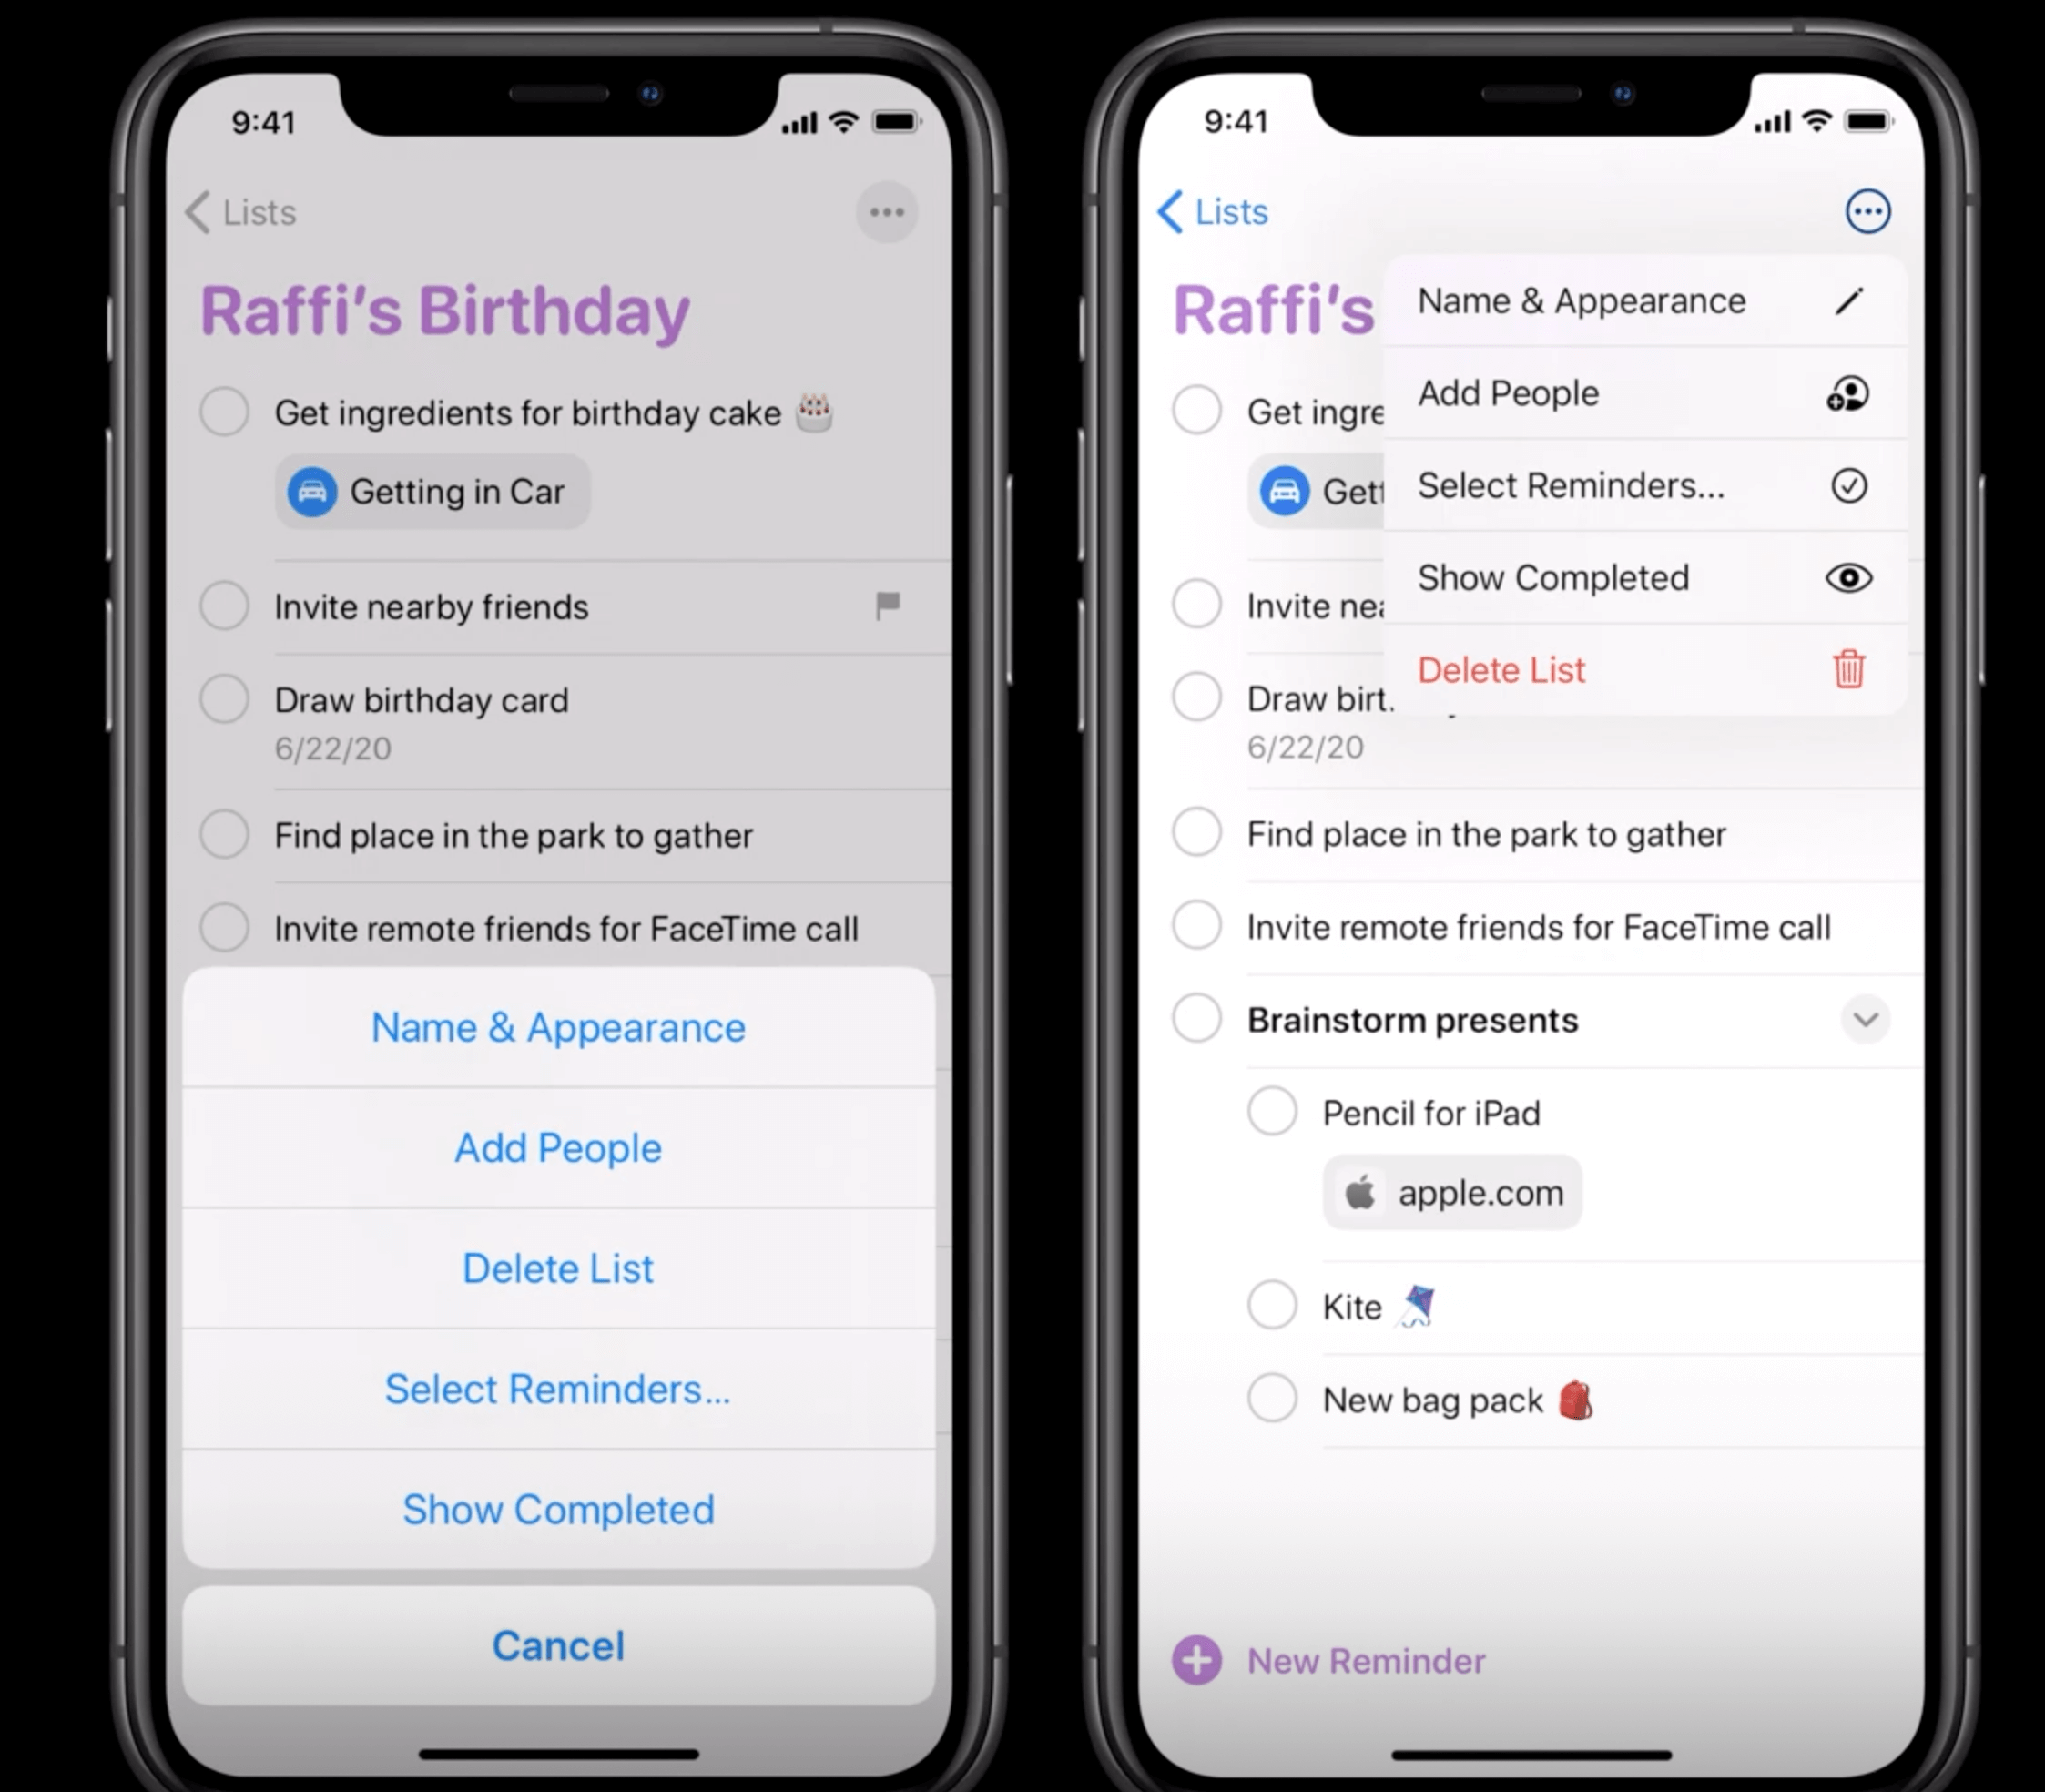 9:41
Lists
Raffi's Birthday
Get ingredients for birthday cake
Getting in Car
Invite nearby friends
Draw birthday card
6/22/20
Find place in the park to gather
Invite remote friends for FaceTime call
Name & Appearance
Add People
Delete List
Select Reminders...
Show Completed
Cancel
9:41
Lists
Raffi's
Name & Appearance
Get ingre
Add People
Gett
Select Reminders...
Invite nea
Show Completed
Draw birt
Delete List
6/22/20
Find place in the park to gather
Invite remote friends for FaceTime call
Brainstorm presents
Pencil for iPad
apple.com
Kite
New bag pack
New Reminder